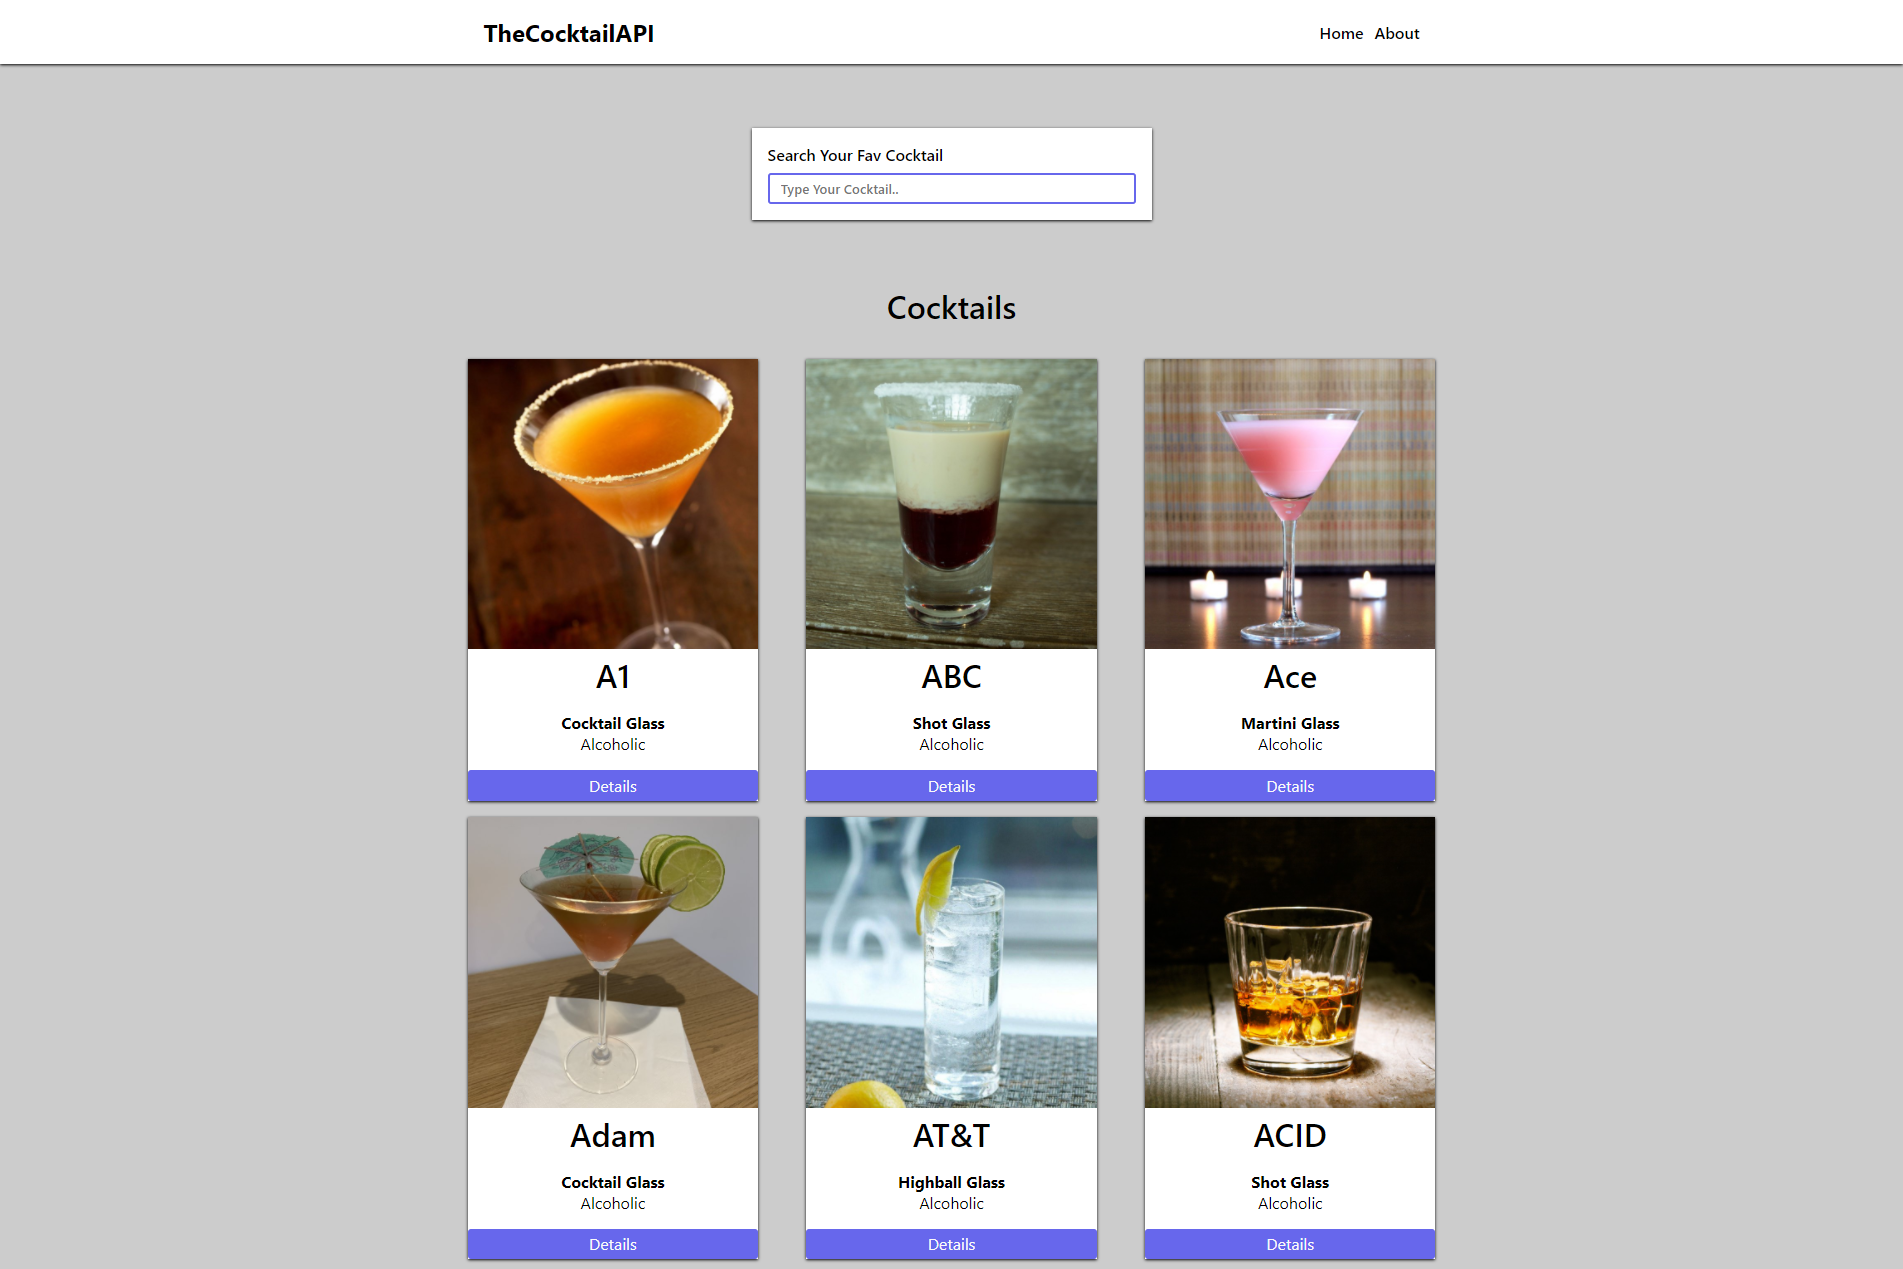 TheCocktailAPI
Home About
Search Your Fav Cocktail
Type Your Cocktail..
Cocktails
A1
Cocktail Glass
Alcoholic
Details
ABC
Shot Glass
Alcoholic
Details
Ace
Martini Glass
Alcoholic
Details
Adam
Cocktail Glass
Alcoholic
Details
AT&T
Highball Glass
Alcoholic
Details
ACID
Shot Glass
Alcoholic
Details